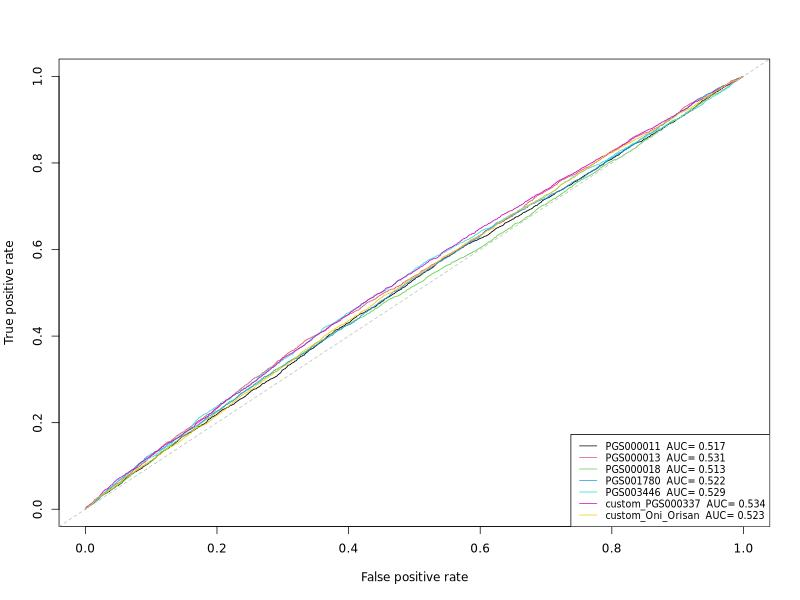 1.0
0.8
0.6
0.4
0.2
0.0
True positive rate
PGS000011 AUC= 0.517
PGS000013 AUC= 0.531
PGS000018 AUC= 0.513
PGS001780 AUC= 0.522
PGS003446 AUC= 0.529
custom_PGS000337 AUC= 0.534
custom_Oni_Orisan AUC= 0.523
0.0 0.2 0.4 0.6 0.8 1.0
False positive rate